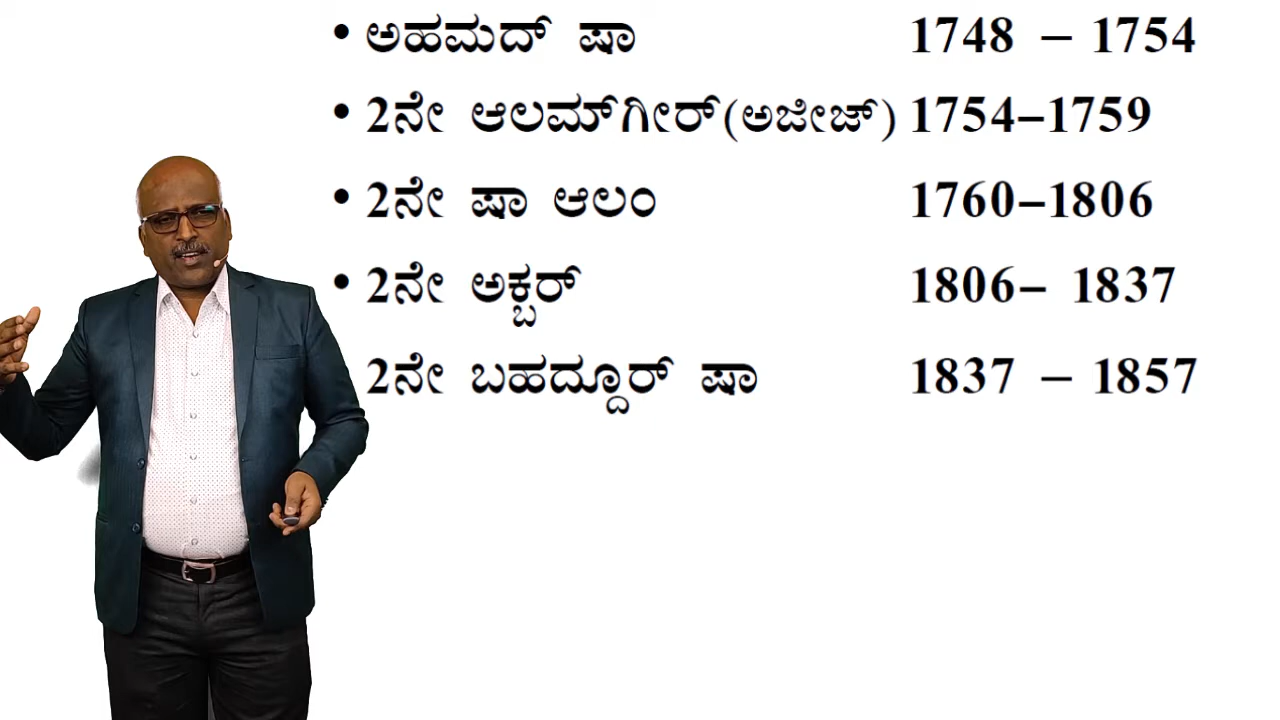 • ಅಹಮದ್ ಷಾ 1748 – 1754
• 2ನೇ ಆಲಮ್‌ಗೀರ್(ಅಜೀಜ್) 1754–1759
• 2ನೇ ಷಾ ಆಲಂ 1760–1806
• 2ನೇ ಅಕ್ಬರ್ 1806– 1837
2ನೇ ಬಹದ್ದೂರ್ ಷಾ 1837 – 1857